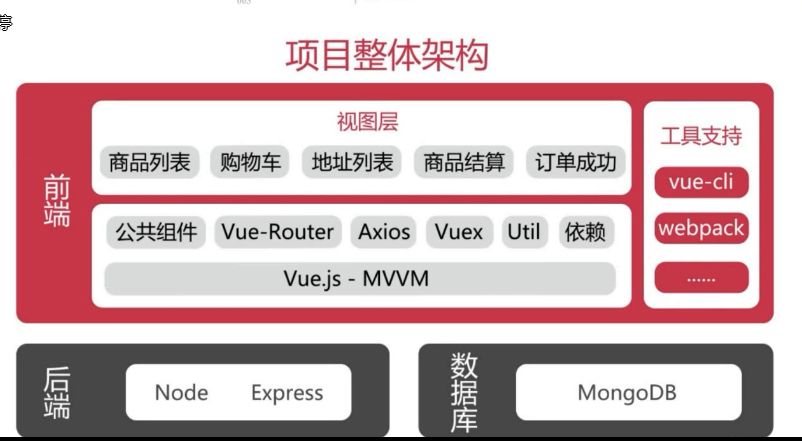 停
项目整体架构
前端
视图层
商品列表 购物车 地址列表 商品结算 订单成功
公共组件 Vue-Router Axios Vuex Util 依赖
Vue.js - MVVM
工具支持
vue-cli
webpack
......
后端
Node Express
数据库
MongoDB